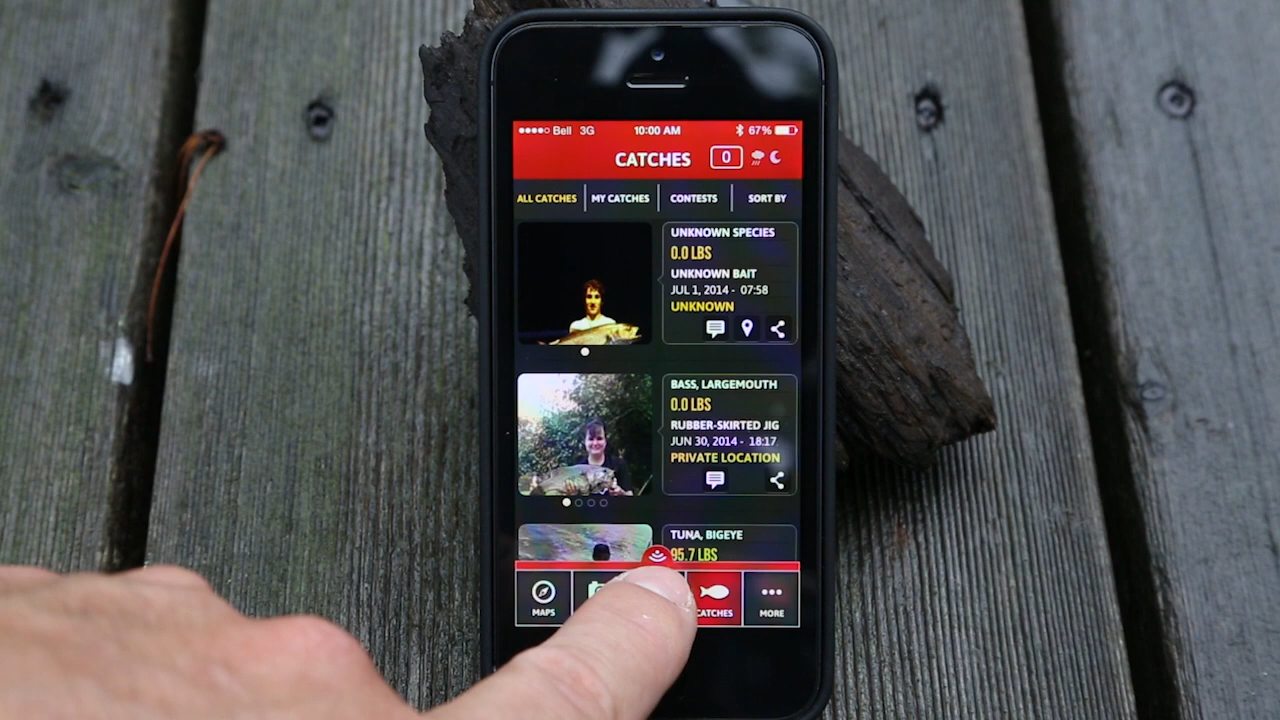 Bell 3G 10:00 AM 67%
CATCHES 0
ALL CATCHES MY CATCHES CONTESTS SORT BY
UNKNOWN SPECIES
0.0 LBS
UNKNOWN BAIT
JUL 1, 2014 - 07:58
UNKNOWN
BASS, LARGEMOUTH
0.0 LBS
RUBBER-SKIRTED JIG
JUN 30, 2014 - 18:17
PRIVATE LOCATION
TUNA, BIGEYE
95.7 LBS
MAPS CATCHES MORE